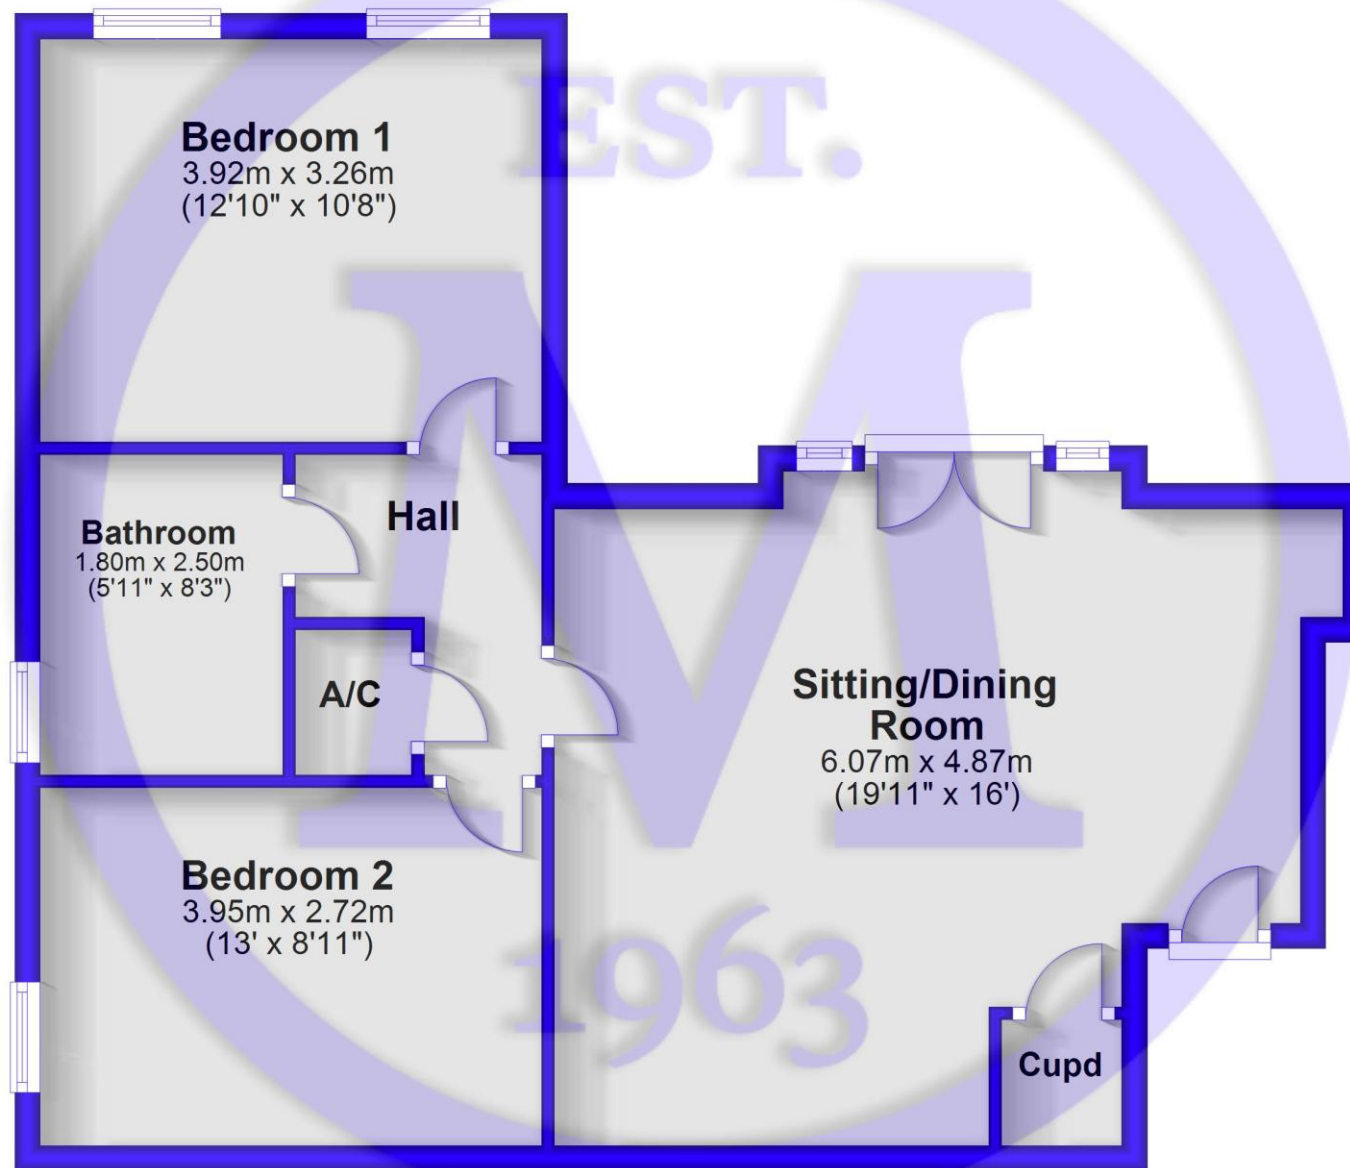 EST.
Bedroom 1
3.92m x 3.26m
(12'10" x 10'8")
Hall
Bathroom
1.80m x 2.50m
(5'11" x 8'3")
A/C
Sitting/Dining
Room
6.07m x 4.87m
(19'11" x 16')
Bedroom 2
3.95m x 2.72m
(13' x 8'11")
Cupd
M
1963